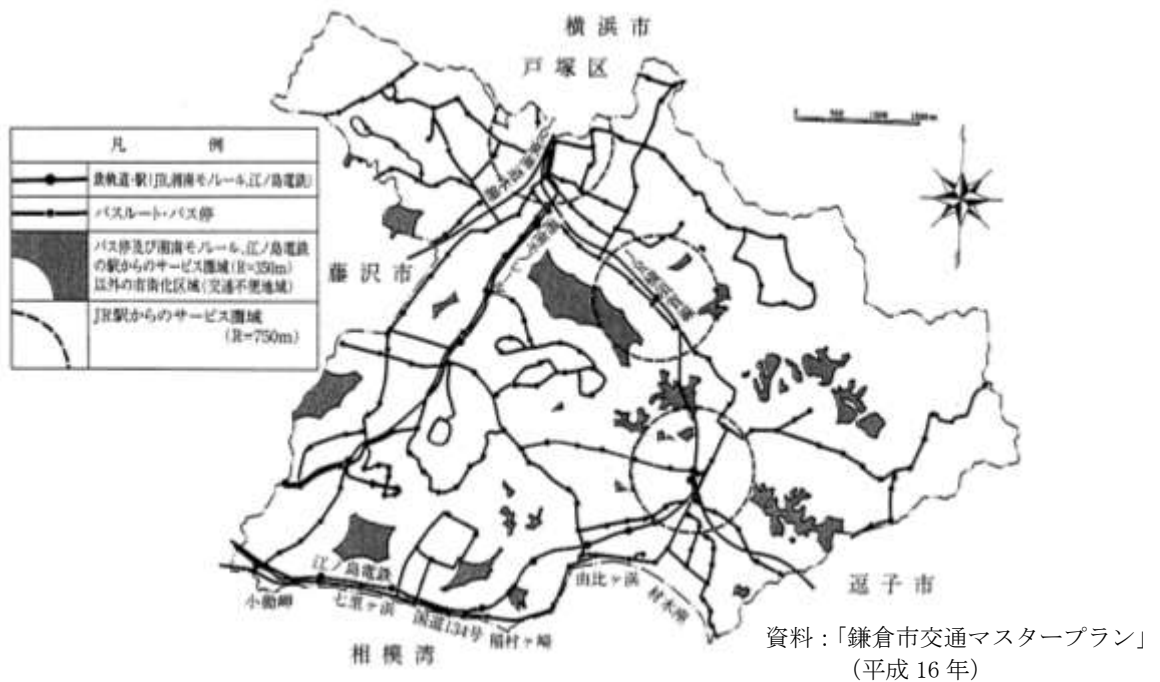 横浜市
戸塚区
凡 例
鉄軌道・駅(JR,湘南モノレール,江ノ島電鉄)
バスルート・バス停
バス停及び湘南モノレール、江ノ島電鉄
の駅からのサービス圏域(R=350m)
以外の市街化区域(交通不便地域)
JR駅からのサービス圏域
(R=750m)
藤沢市
江ノ島電鉄
小動岬
七里ヶ浜
国道134号
稲村ヶ崎
由比ヶ浜
材木座
逗子市
相模湾
資料:「鎌倉市交通マスタープラン」
(平成 16 年)